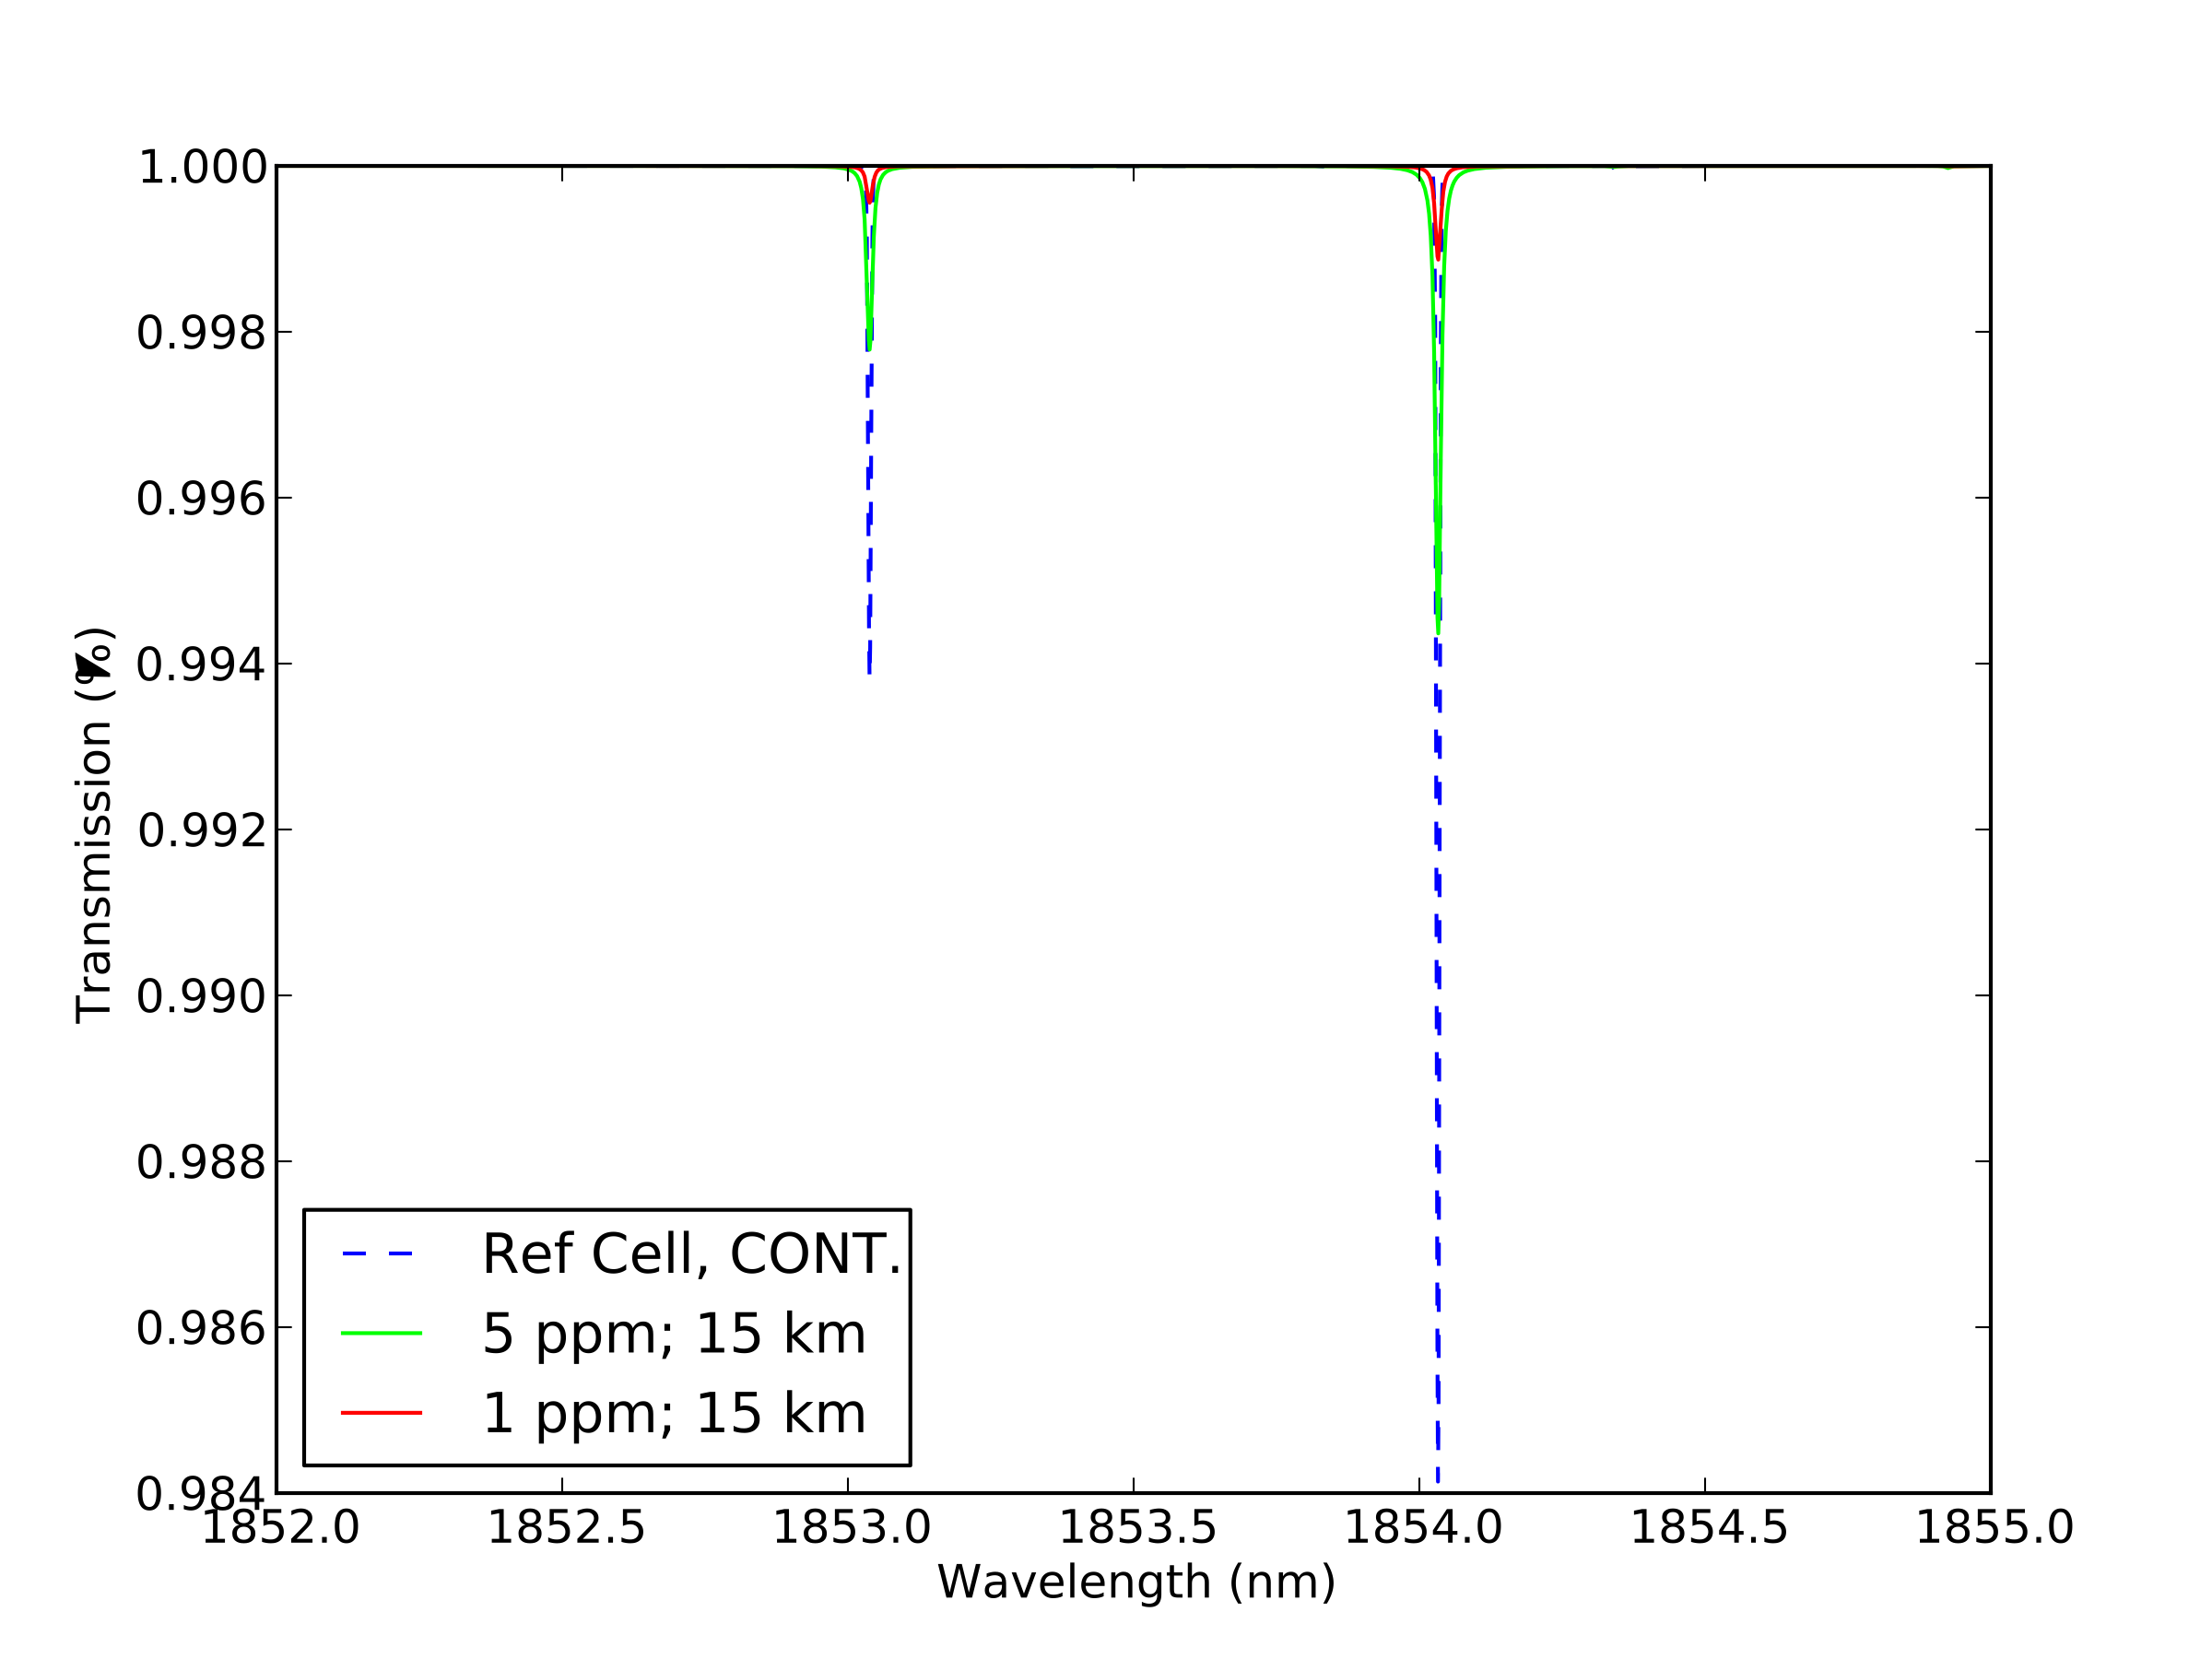 1.000
0.998
0.996
0.994
0.992
0.990
0.988
0.986
0.984
Transmission (%)
Ref Cell, CONT.
5 ppm; 15 km
1 ppm; 15 km
1852.0 1852.5 1853.0 1853.5 1854.0 1854.5 1855.0
Wavelength (nm)